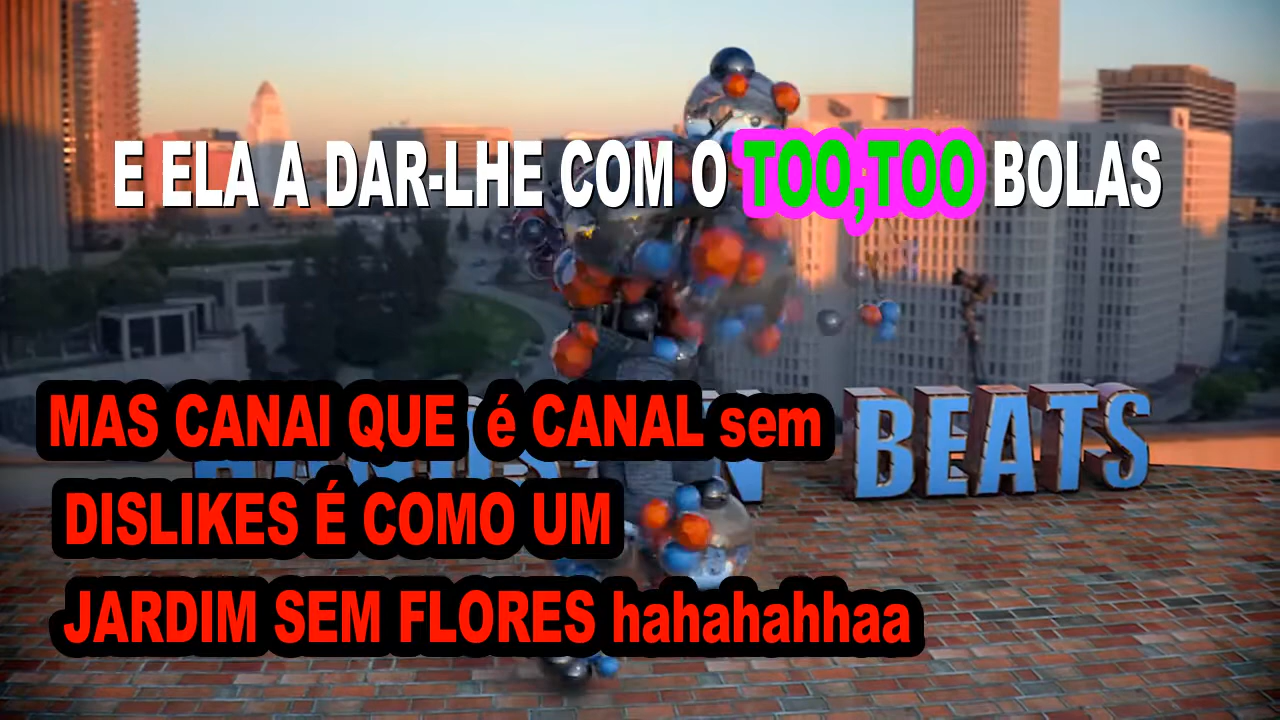 E ELA A DAR-LHE COM O TOO,TOO BOLAS
MAS CANAl QUE é CANAL sem
BEATS
DISLIKES É COMO UM
JARDIM SEM FLORES hahahahhaa